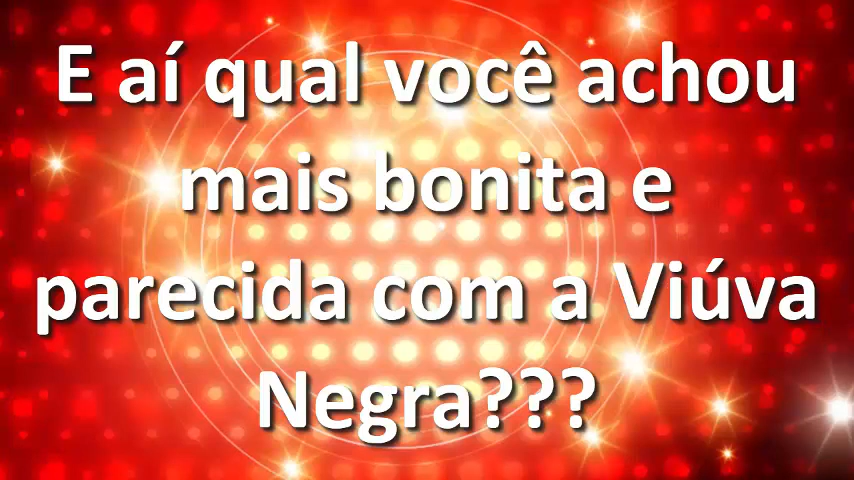 E aí qual você achou
mais bonita e
parecida com a Viúva
Negra???